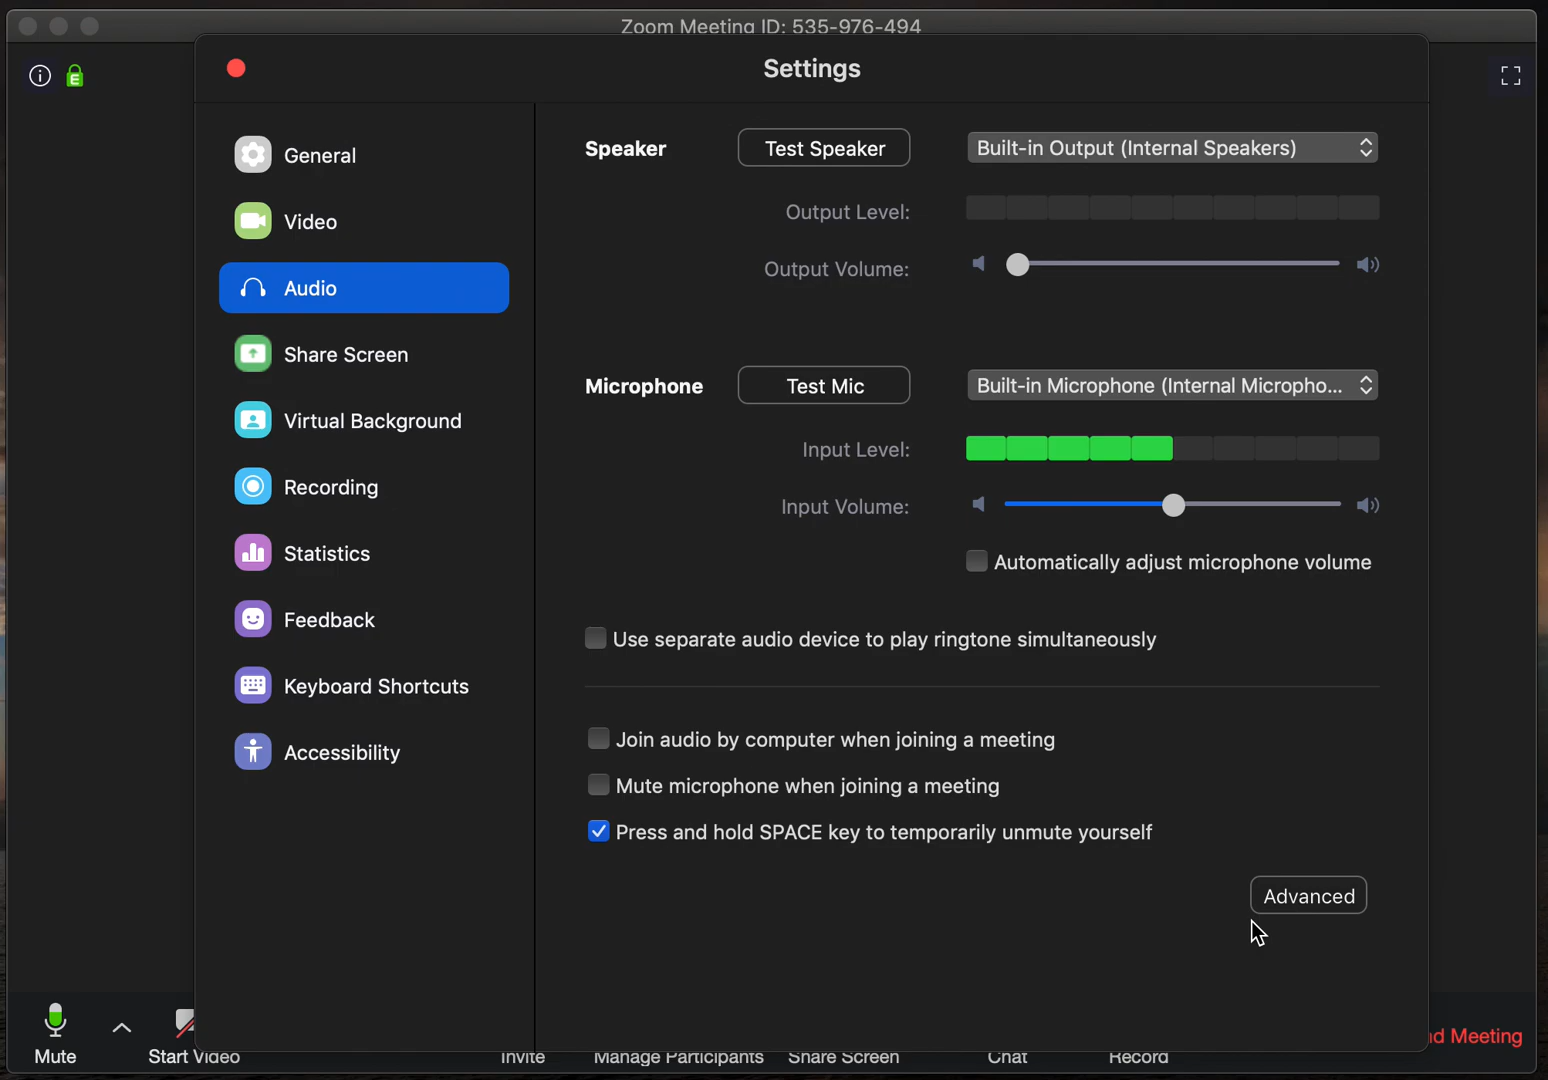 Zoom Meeting ID: 535-976-494
Settings
General
Video
Audio
Share Screen
Virtual Background
Recording
Statistics
Feedback
Keyboard Shortcuts
Accessibility
Speaker
Test Speaker
Built-in Output (Internal Speakers)
Output Level:
Output Volume:
Microphone
Test Mic
Built-in Microphone (Internal Micropho...
Input Level:
Input Volume:
Automatically adjust microphone volume
Use separate audio device to play ringtone simultaneously
Join audio by computer when joining a meeting
Mute microphone when joining a meeting
Press and hold SPACE key to temporarily unmute yourself
Advanced
Mute
Start Video
Invite
Manage Participants
Share Screen
Chat
Record
nd Meeting